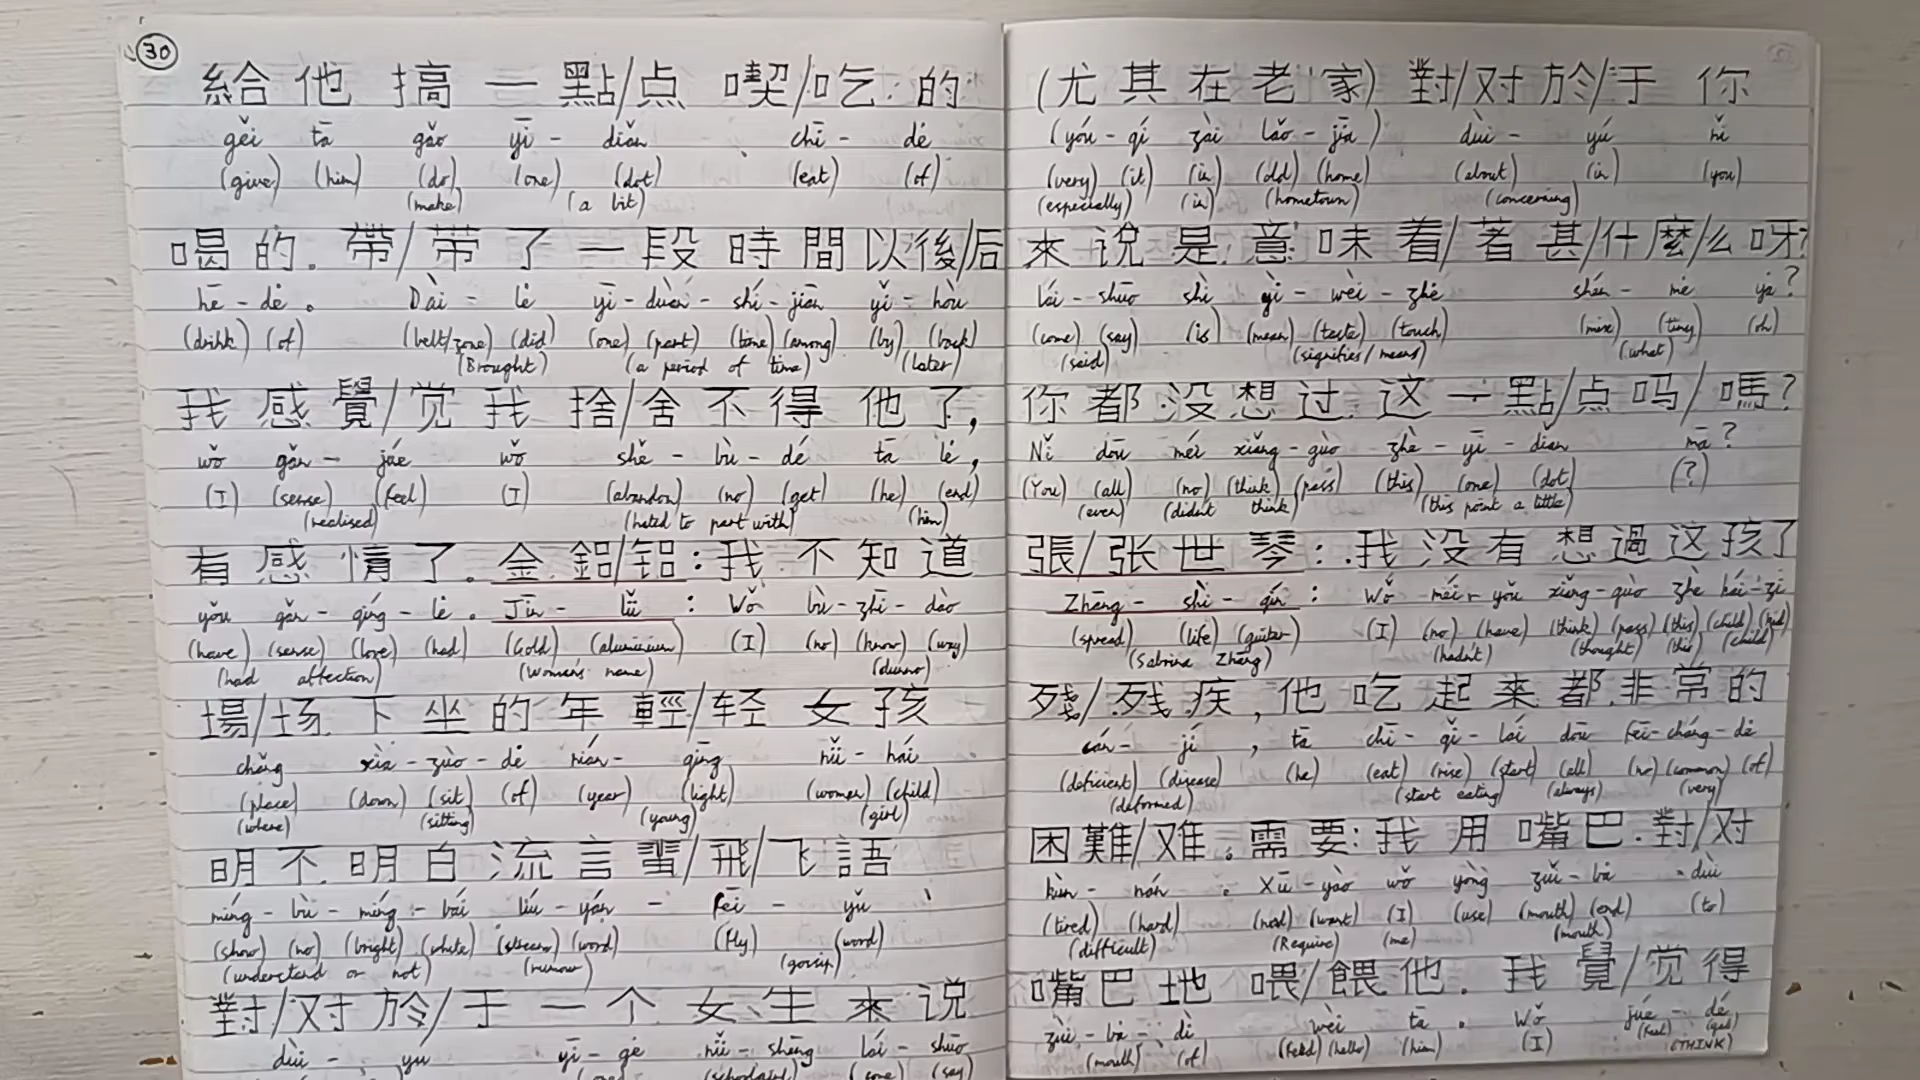 30
給他搞一點/点喫/吃的
gěi tā gǎo yī - diǎn chī - dé
(give) (him) (do) (one) (dot) (eat) (of)
(make) (a bit)
喝的。帶/带了一段時間以後/后
hē - dé。 Dài - lé yī - duàn - shí - jiān yǐ - hòu
(drink) (of) (belt/zone) (did) (one) (part) (time) (among) (by) (back)
(Brought) (a period of time) (later)
我感覺/觉我捨/舍不得他了,
wǒ gǎn - jáe wǒ shě - bù - dé tā lé,
(I) (sense) (feel) (I) (abandon) (no) (get) (he) (end)
(realised) (hated to part with) (him)
有感情了。金鋁/铝:我不知道
yǒu gǎn - qíng - lé。 Jīn - lǚ : Wǒ bù - zhī - dào
(have) (sense) (love) (had) (Gold) (aluminium) (I) (no) (know) (way)
(had affection) (Woman's name) (dunno)
場/场下坐的年輕/轻女孩
chǎng xià - zuò - dé nián - qīng nǚ - hái
(place) (down) (sit) (of) (year) (light) (women) (child)
(where) (sitting) (young) (girl)
明不明白流言蜚/飛/飞語
míng - bù - míng - bái liú - yán - fēi - yǔ
(show) (no) (bright) (white) (stream) (word) (fly) (word)
(understand or not) (rumour) (gossip)
對/对於/于一个女生来说
duì - yu yī - gè nǚ - shēng lái - shuō
(one) (schoolgirl) (come) (say)
(尤其在老家) 對/对於/于你
(yóu - qí zài lǎo - jiā) duì - yú nǐ
(very) (it) (in) (old) (home) (about) (in) (you)
(especially) (in) (hometown) (concerning)
來说是意味着/著甚/什麼/么呀?
lái - shuō shì yì - wèi - zhé shén - mé yá?
(come) (say) (is) (mean) (taste) (touch) (mix) (tiny) (oh)
(said) (signifies/means) (what)
你都没想过这一點/点吗/嗎?
Nǐ dōu méi xiǎng - guò zhè - yī - diǎn má?
(You) (all) (no) (think) (pass) (this) (one) (dot) (?)
(even) (didn't think) (this point a little)
張/张世琴:我没有想過这孩了
Zhāng - shì - qín : Wǒ méi - yǒu xiǎng - guò zhè hái - zi
(spread) (life) (guitar) (I) (no) (have) (think) (pass) (this) (child) (kid)
(Sabrina Zhāng) (hadn't) (thought) (this) (child)
殘/残疾,他吃起来都非常的
cán - jí, tā chī - qǐ - lái dōu fēi - cháng - dé
(deficient) (disease) (he) (eat) (rise) (start) (all) (no) (common) (of)
(deformed) (start eating) (always) (very)
困難/难。需要:我用嘴巴對/对
kùn - nán。 Xū - yào wǒ yòng zuǐ - bā - duì
(tired) (hard) (need) (want) (I) (use) (mouth) (end) (to)
(difficult) (Require) (me) (mouth)
嘴巴地喂/餵他。我覺/觉得
zuǐ - bā - dì wèi tā。 Wǒ jué - dé
(mouth) (of) (feed) (hello) (him) (I) (feel) (get)
(THINK)